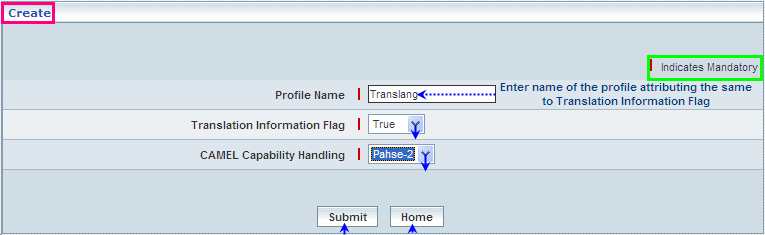 Create
Indicates Mandatory
Profile Name Translang Enter name of the profile attributing the same
to Translation Information Flag
Translation Information Flag True
CAMEL Capability Handling Pahse-2
Submit Home